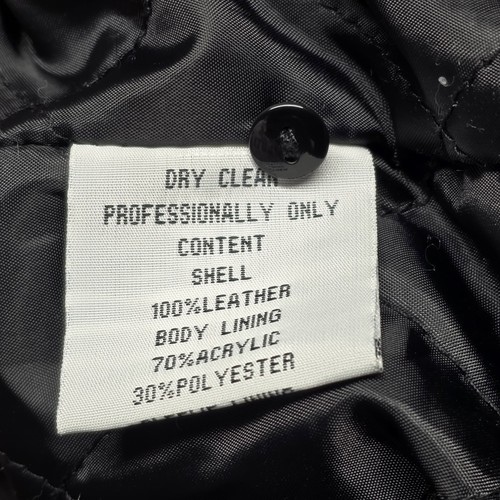 DRY CLEAN
PROFESSIONALLY ONLY
CONTENT
SHELL
100%LEATHER
BODY LINING
70%ACRYLIC
30%POLYESTER